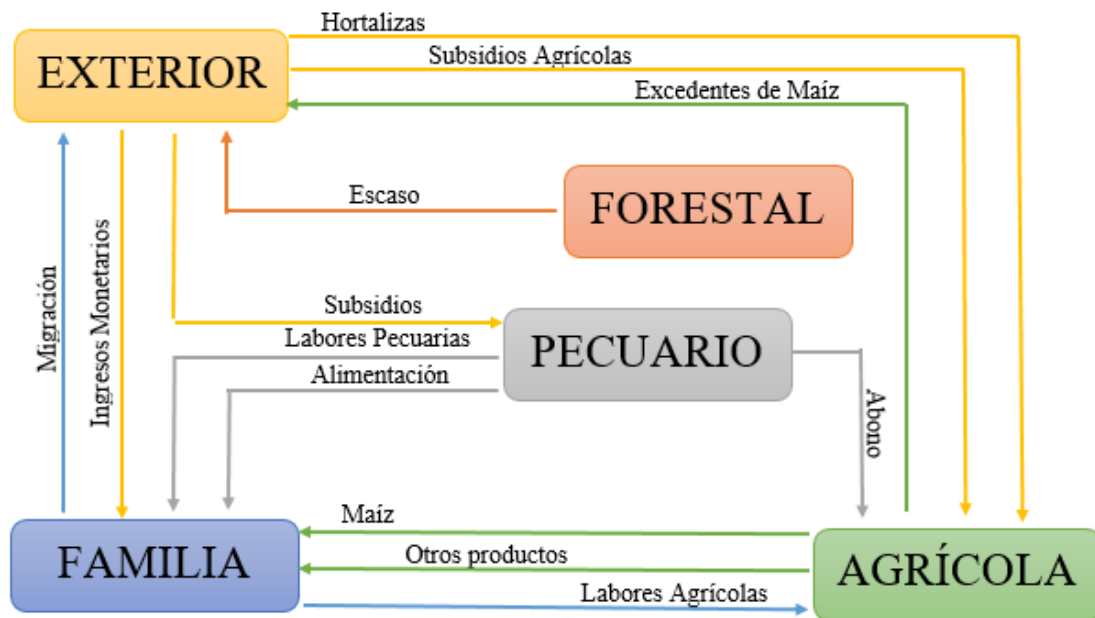 Hortalizas
EXTERIOR
Subsidios Agrícolas
Excedentes de Maíz
Escaso
FORESTAL
Migración
Ingresos Monetarios
Subsidios
Labores Pecuarias
PECUARIO
Alimentación
Abono
Maíz
FAMILIA
Otros productos
AGRÍCOLA
Labores Agrícolas